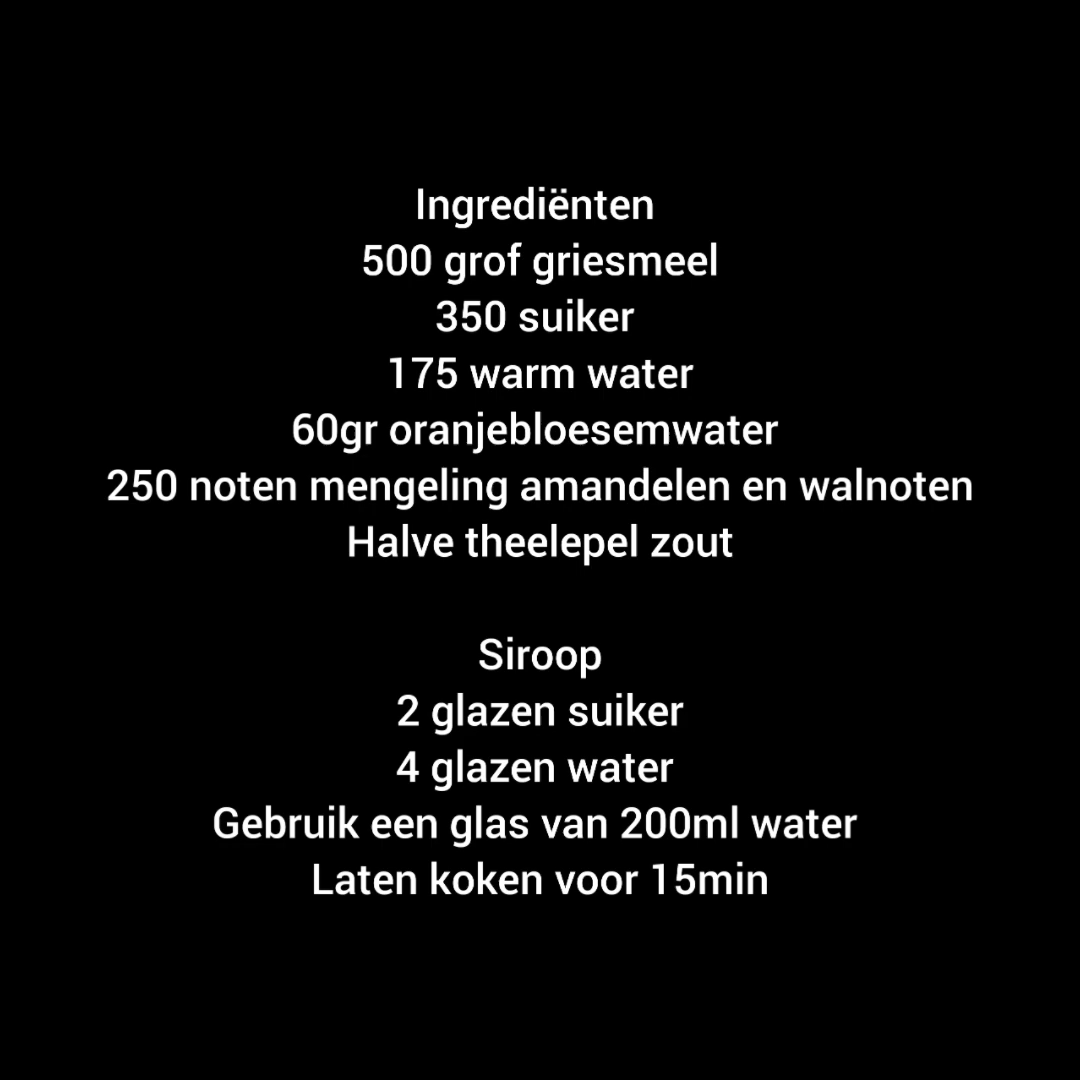 Ingrediënten
500 grof griesmeel
350 suiker
175 warm water
60gr oranjebloesemwater
250 noten mengeling amandelen en walnoten
Halve theelepel zout
Siroop
2 glazen suiker
4 glazen water
Gebruik een glas van 200ml water
Laten koken voor 15min